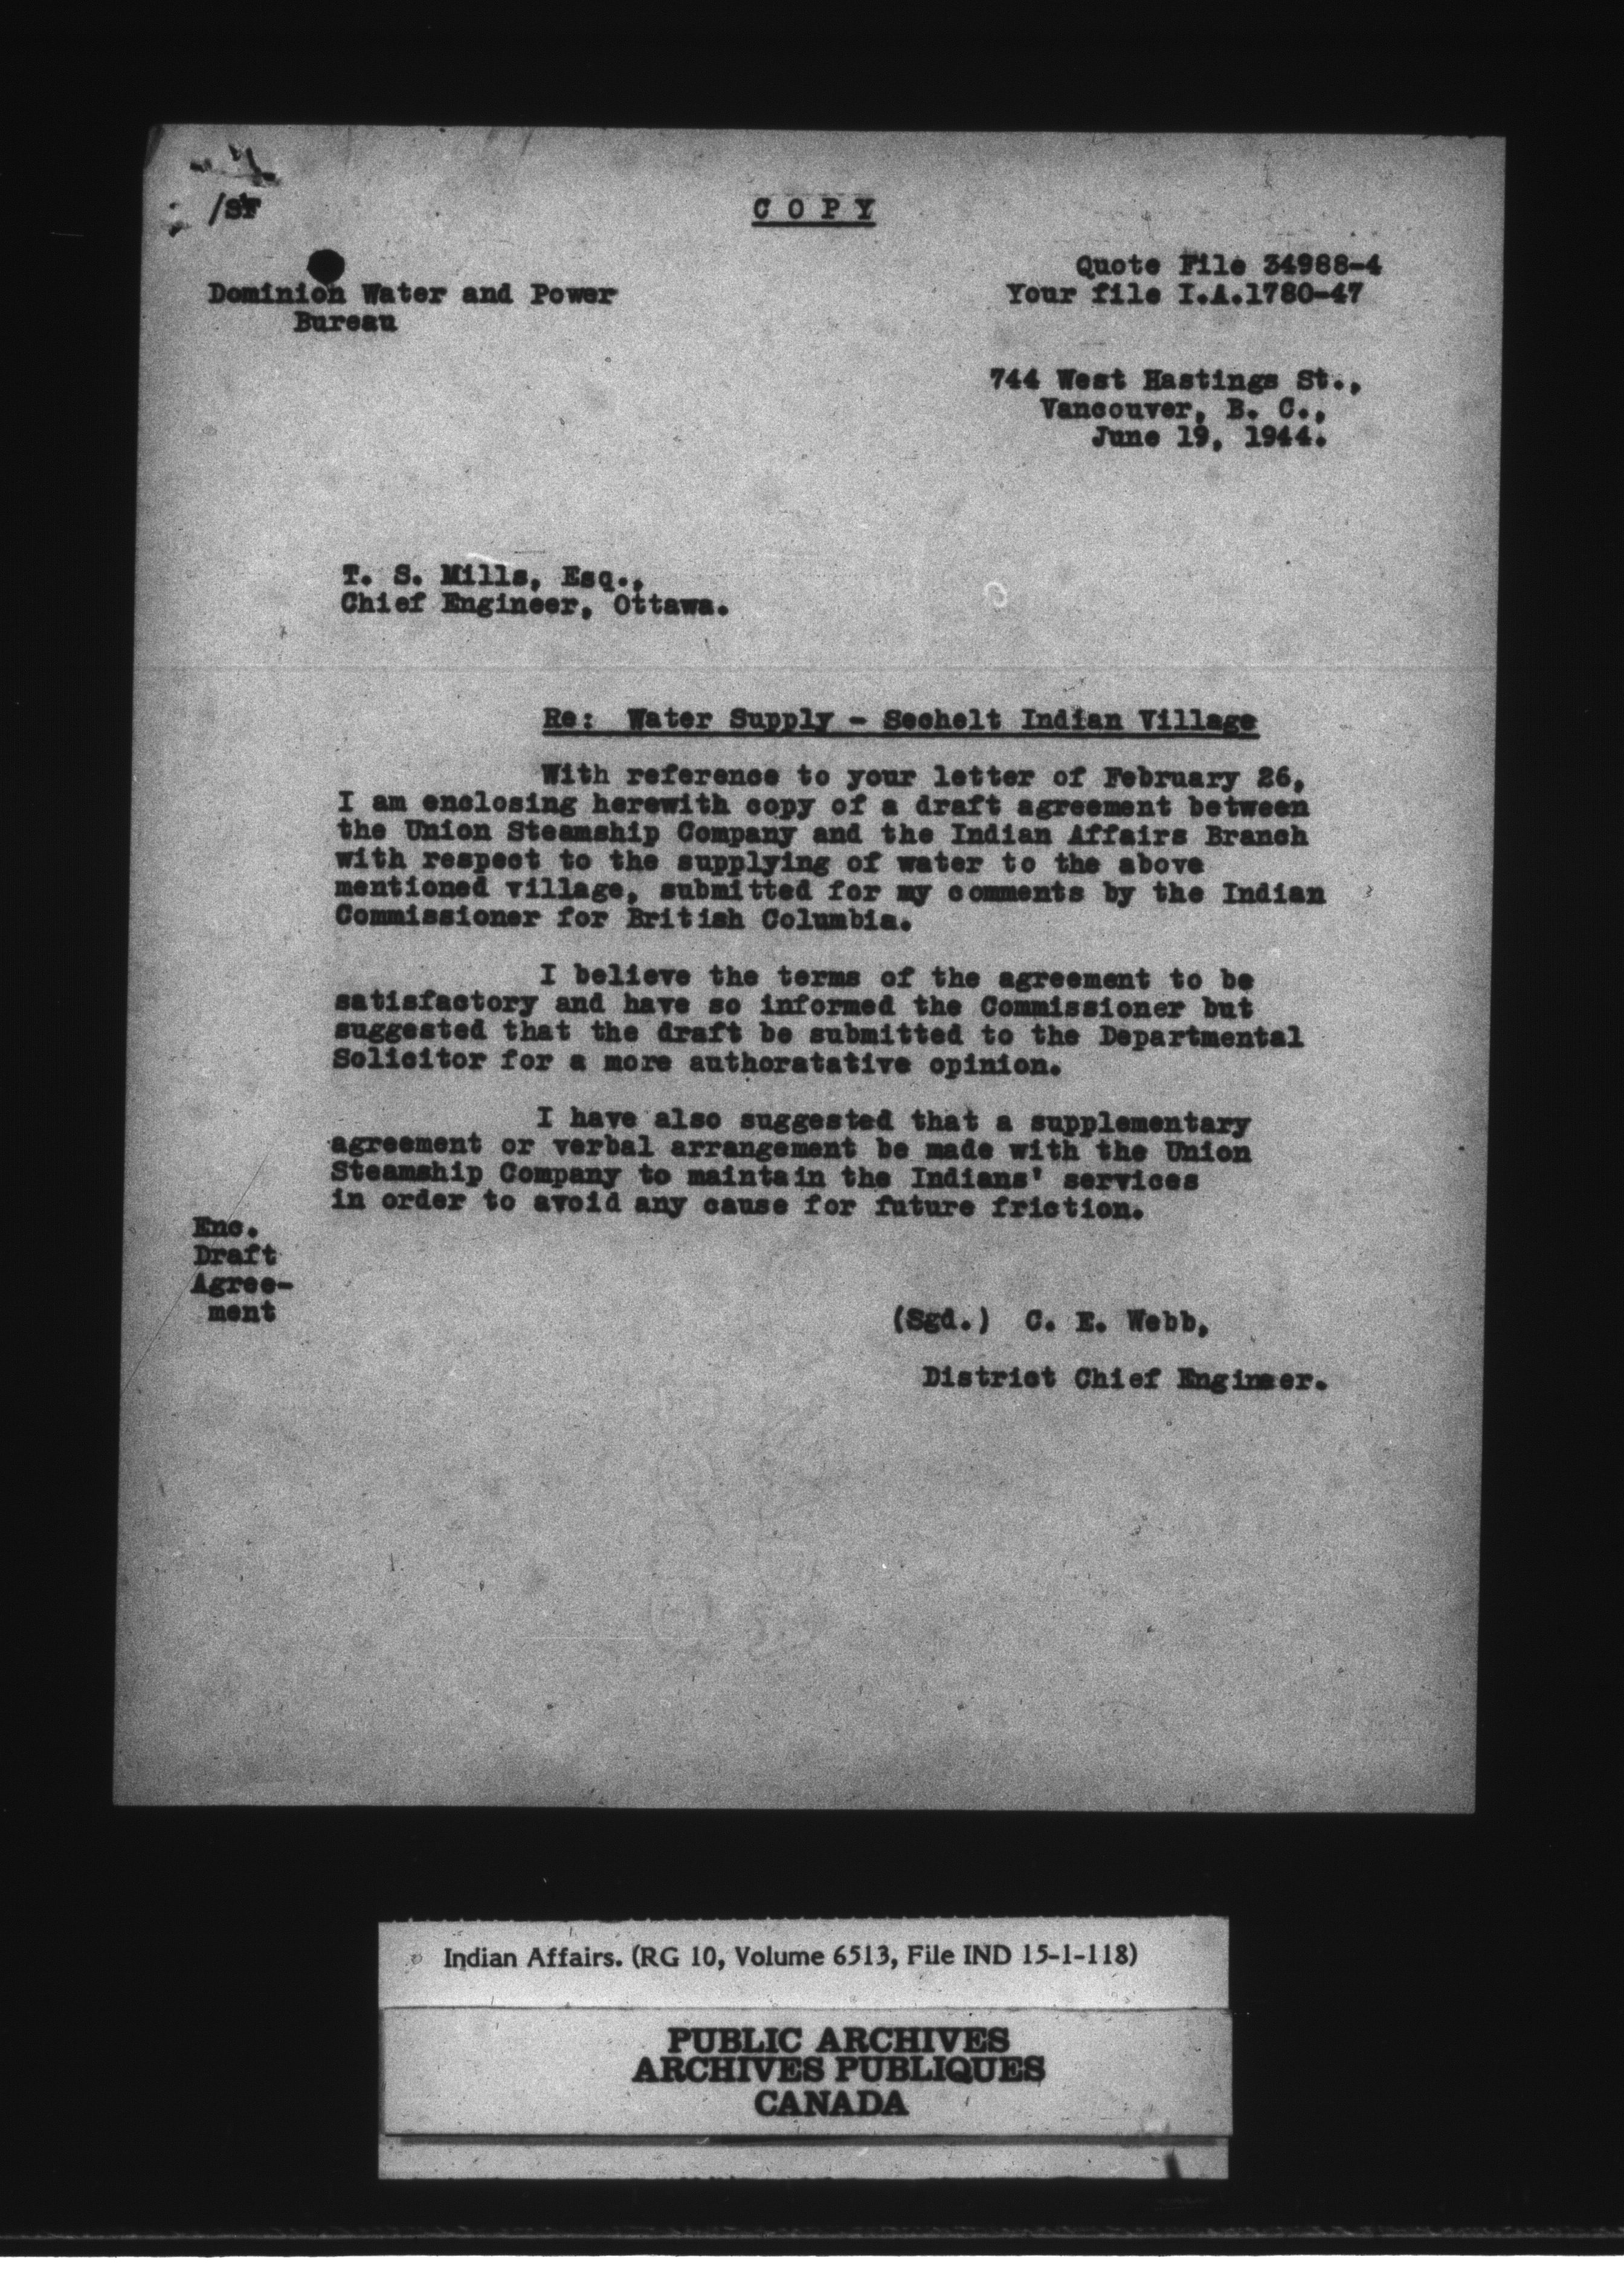 /ST
C O P Y
Quote File 34988-4
Your file I.A.1780-47
Dominion Water and Power
Bureau
744 West Hastings St.,
Vancouver, B. C.,
June 19, 1944.
T. S. Mills, Esq.,
Chief Engineer, Ottawa.
Re: Water Supply - Sechelt Indian Village
With reference to your letter of February 26,
I am enclosing herewith copy of a draft agreement between
the Union Steamship Company and the Indian Affairs Branch
with respect to the supplying of water to the above
mentioned village, submitted for my comments by the Indian
Commissioner for British Columbia.
I believe the terms of the agreement to be
satisfactory and have so informed the Commissioner but
suggested that the draft be submitted to the Departmental
Solicitor for a more authoratative opinion.
I have also suggested that a supplementary
agreement or verbal arrangement be made with the Union
Steamship Company to maintain the Indians' services
in order to avoid any cause for future friction.
Enc.
Draft
Agree-
ment
(Sgd.) C. E. Webb,
District Chief Engineer.
Indian Affairs. (RG 10, Volume 6513, File IND 15-1-118)
PUBLIC ARCHIVES
ARCHIVES PUBLIQUES
CANADA